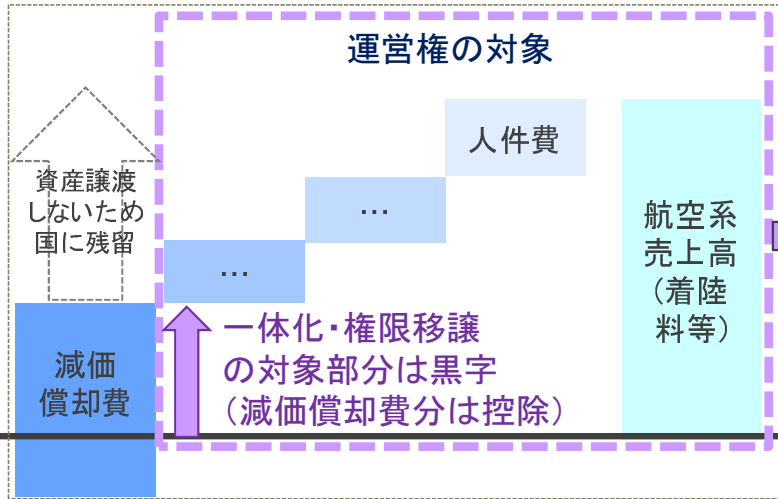 運営権の対象
人件費
資産譲渡
しないため
国に残留
…
…
航空系
売上高
(着陸
料等)
減価
償却費
一体化・権限移譲
の対象部分は黒字
(減価償却費分は控除)